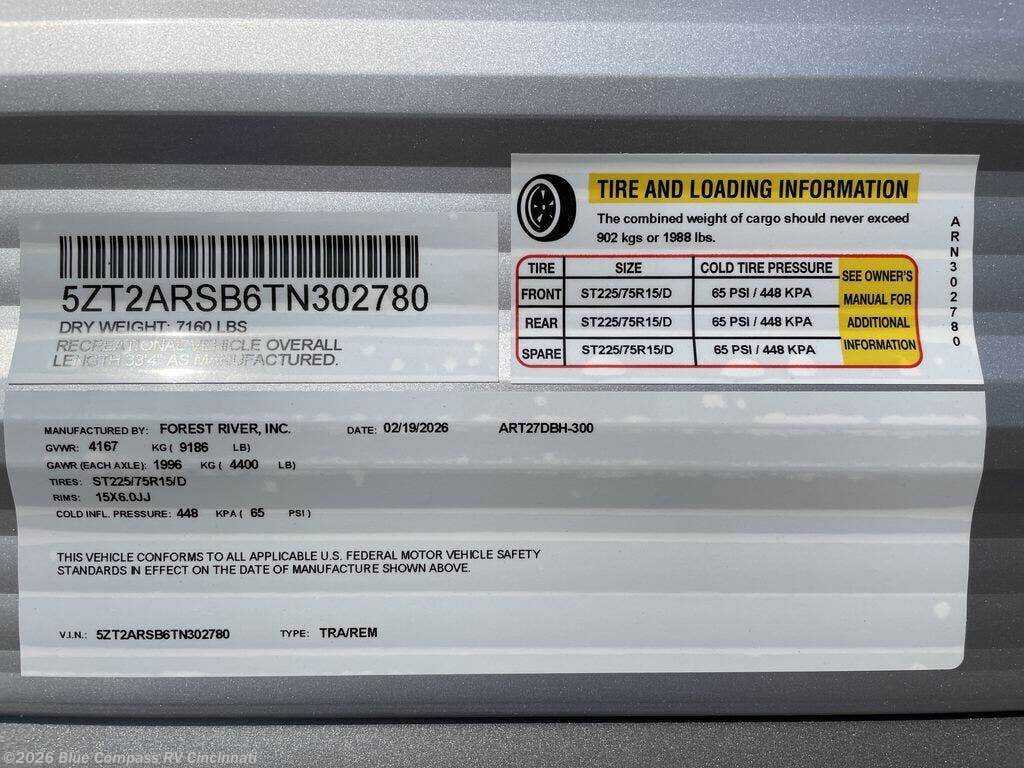 TIRE AND LOADING INFORMATION
The combined weight of cargo should never exceed
902 kgs or 1988 lbs.
TIRE SIZE COLD TIRE PRESSURE SEE OWNER'S MANUAL FOR ADDITIONAL INFORMATION
FRONT ST225/75R15/D 65 PSI / 448 KPA
REAR ST225/75R15/D 65 PSI / 448 KPA
SPARE ST225/75R15/D 65 PSI / 448 KPA
ARN302780
5ZT2ARSB6TN302780
DRY WEIGHT: 7160 LBS
RECREATIONAL VEHICLE OVERALL
LENGTH 33'4" AS MANUFACTURED.
MANUFACTURED BY: FOREST RIVER, INC. DATE: 02/19/2026 ART27DBH-300
GVWR: 4167 KG ( 9186 LB)
GAWR (EACH AXLE): 1996 KG ( 4400 LB)
TIRES: ST225/75R15/D
RIMS: 15X6.0JJ
COLD INFL. PRESSURE: 448 KPA ( 65 PSI )
THIS VEHICLE CONFORMS TO ALL APPLICABLE U.S. FEDERAL MOTOR VEHICLE SAFETY
STANDARDS IN EFFECT ON THE DATE OF MANUFACTURE SHOWN ABOVE.
V.I.N.: 5ZT2ARSB6TN302780 TYPE: TRA/REM
©2026 Blue Compass RV Cincinnati